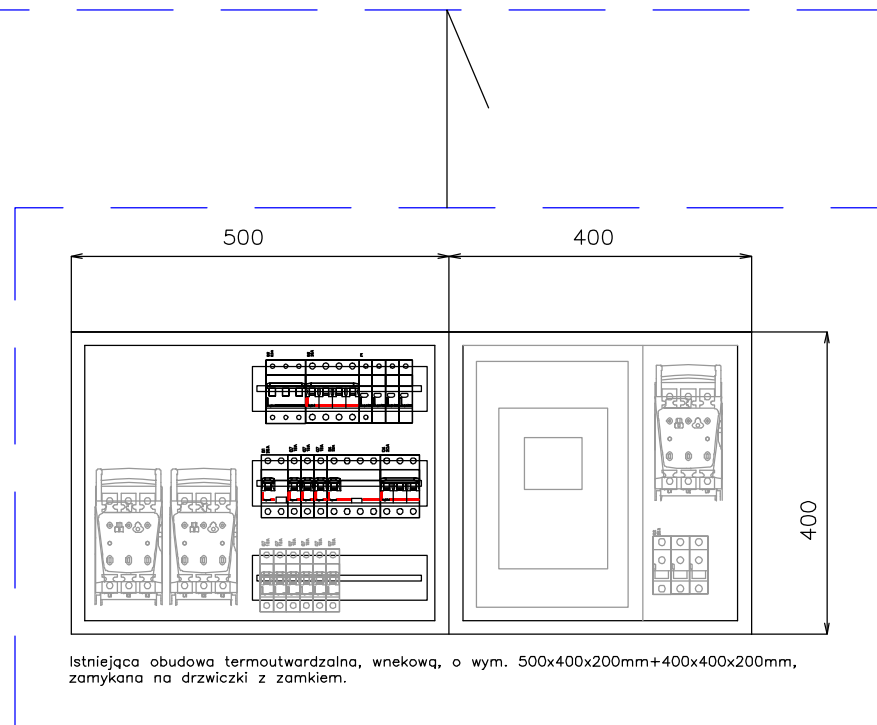 500
400
400
Istniejąca obudowa termoutwardzalna, wnekową, o wym. 500x400x200mm+400x400x200mm,
zamykana na drzwiczki z zamkiem.